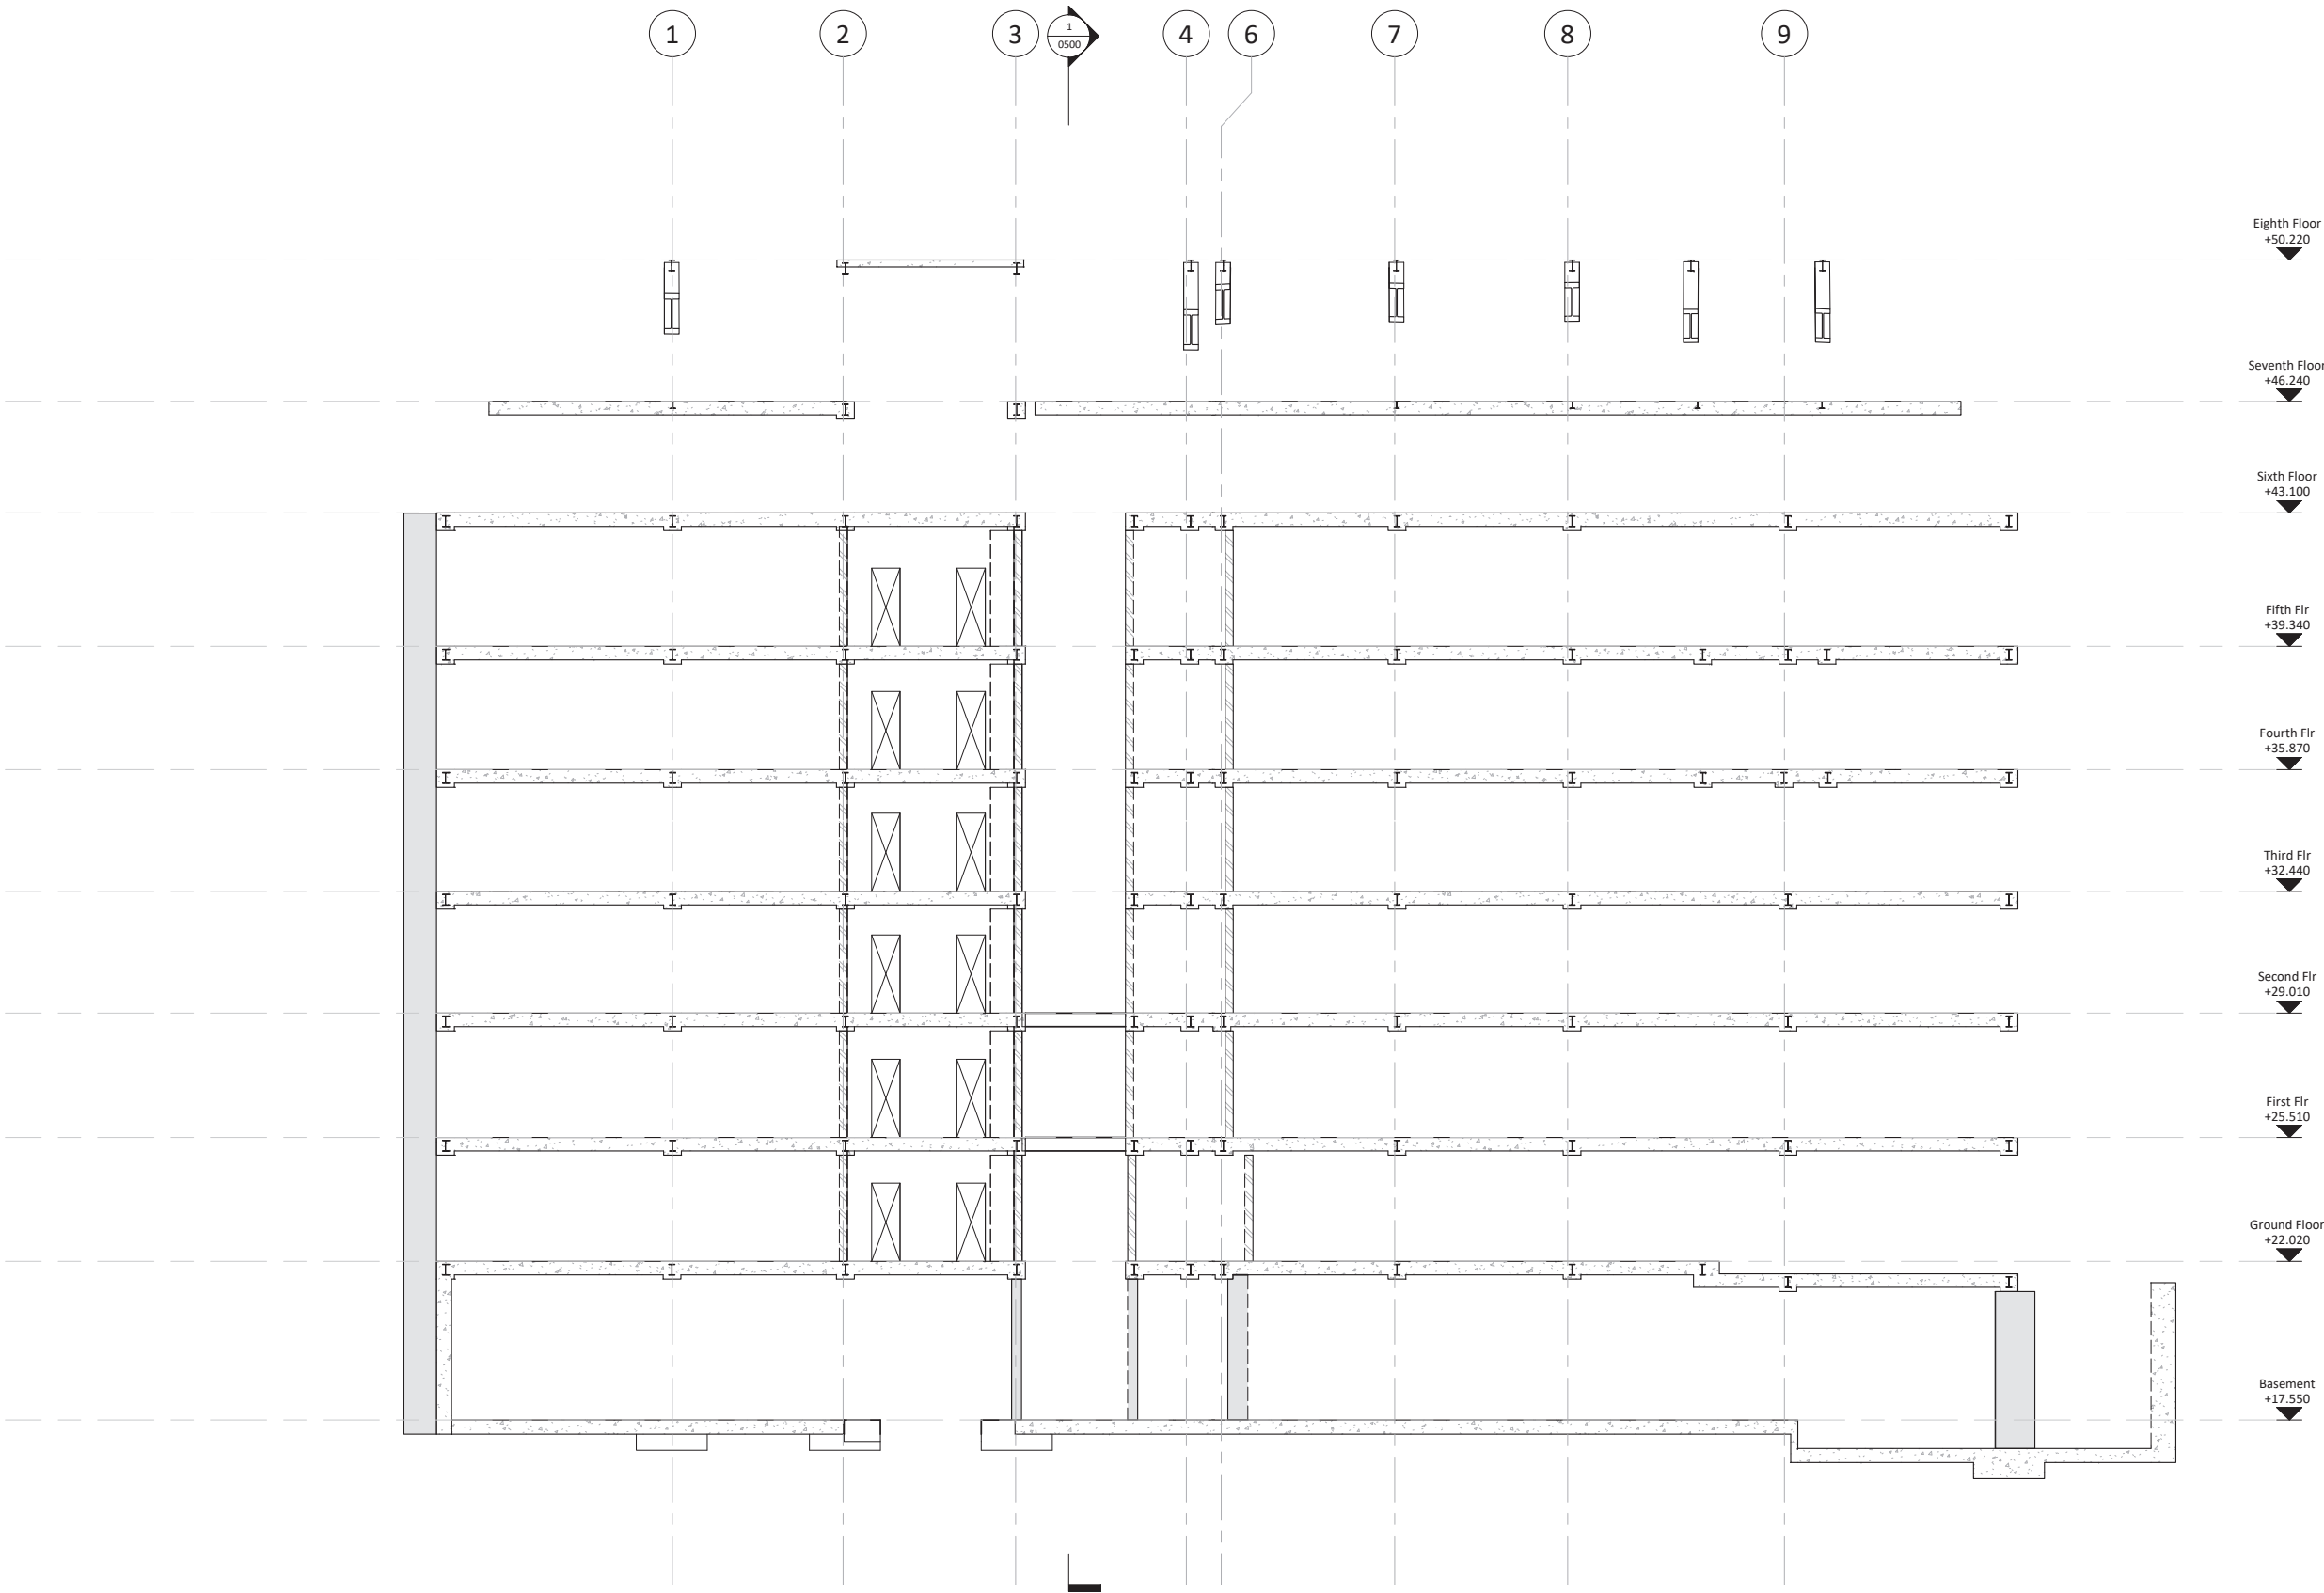 1
2
3
1
0500
4
6
7
8
9
Eighth Floor
+50.220
Seventh Floor
+46.240
Sixth Floor
+43.100
Fifth Flr
+39.340
Fourth Flr
+35.870
Third Flr
+32.440
Second Flr
+29.010
First Flr
+25.510
Ground Floor
+22.020
Basement
+17.550